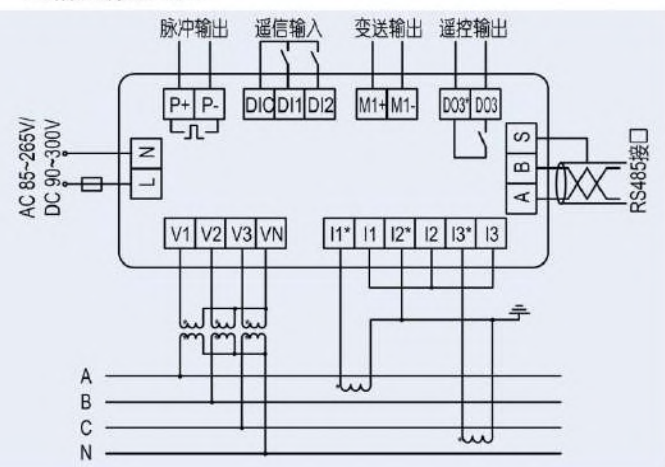 脉冲输出 遥信输入 变送输出 遥控输出
P+ P- DIC DI1 DI2 M1+ M1- DO3* DO3
AC 85~265V/
DC 90~300V
N
L
S
B
A
RS485接口
V1 V2 V3 VN I1* I1 I2* I2 I3* I3
A
B
C
N